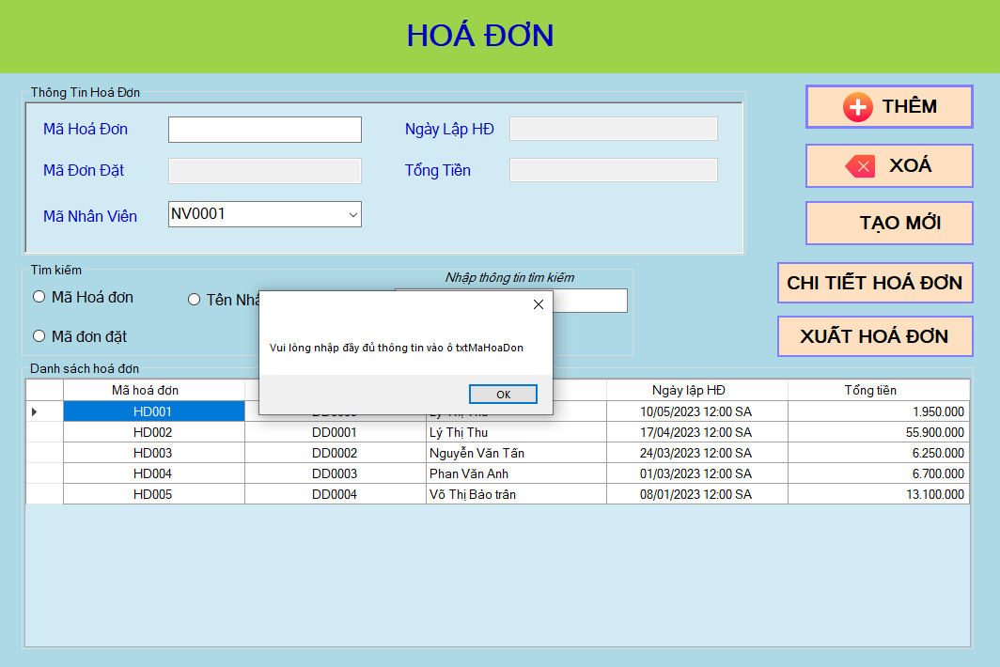 HOÁ ĐƠN
Thông Tin Hoá Đơn
Mã Hoá Đơn
Ngày Lập HĐ
Mã Đơn Đặt
Tổng Tiền
Mã Nhân Viên NV0001
THÊM
XOÁ
TẠO MỚI
CHI TIẾT HOÁ ĐƠN
XUẤT HOÁ ĐƠN
Tìm kiếm
Nhập thông tin tìm kiếm
Mã Hoá đơn
Tên
Mã đơn đặt
Vui lòng nhập đầy đủ thông tin vào ô txtMaHoaDon
OK
Danh sách hoá đơn
Mã hoá đơn Ngày lập HĐ Tổng tiền
HD001 Lý Thị Thu 10/05/2023 12:00 SA 1.950.000
HD002 DD0001 Lý Thị Thu 17/04/2023 12:00 SA 55.900.000
HD003 DD0002 Nguyễn Văn Tấn 24/03/2023 12:00 SA 6.250.000
HD004 DD0003 Phan Văn Anh 01/03/2023 12:00 SA 6.700.000
HD005 DD0004 Võ Thị Bảo trân 08/01/2023 12:00 SA 13.100.000